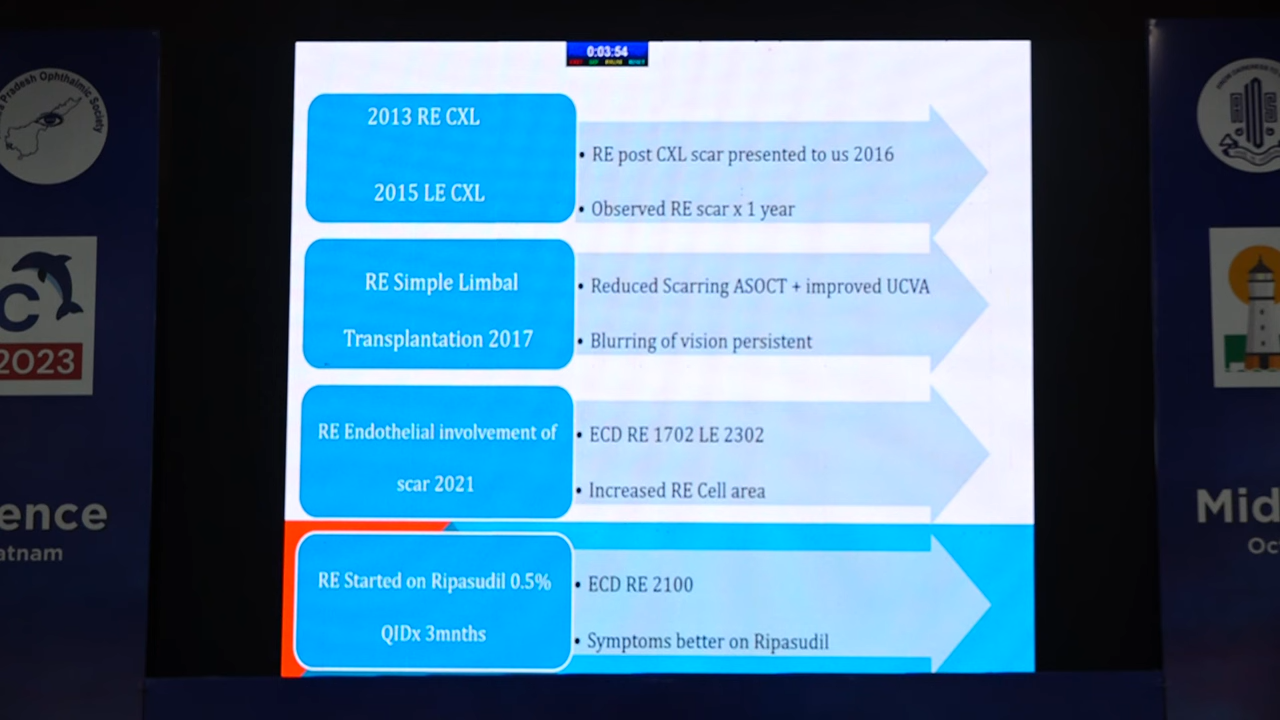 0:03:54
2013 RE CXL
2015 LE CXL
• RE post CXL scar presented to us 2016
• Observed RE scar x 1 year
RE Simple Limbal
Transplantation 2017
• Reduced Scarring ASOCT + improved UCVA
• Blurring of vision persistent
RE Endothelial involvement of
scar 2021
• ECD RE 1702 LE 2302
• Increased RE Cell area
RE Started on Ripasudil 0.5%
QIDx 3mnths
• ECD RE 2100
• Symptoms better on Ripasudil
Pradesh Ophthalmic Society
C
2023
ence
atnam
Mid
Oc